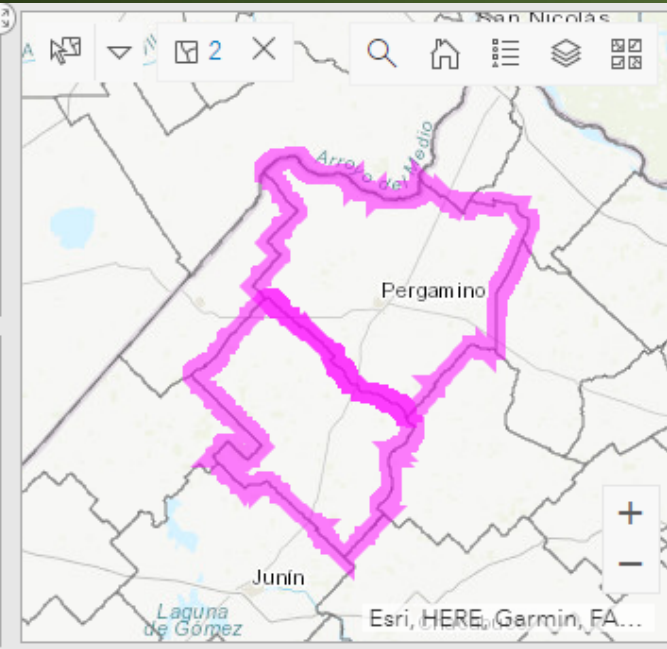 San Nicolás
2
Arroyo del Medio
Pergamino
Junín
Laguna
de Gómez
+
−
Esri, HERE, Garmin, FA...